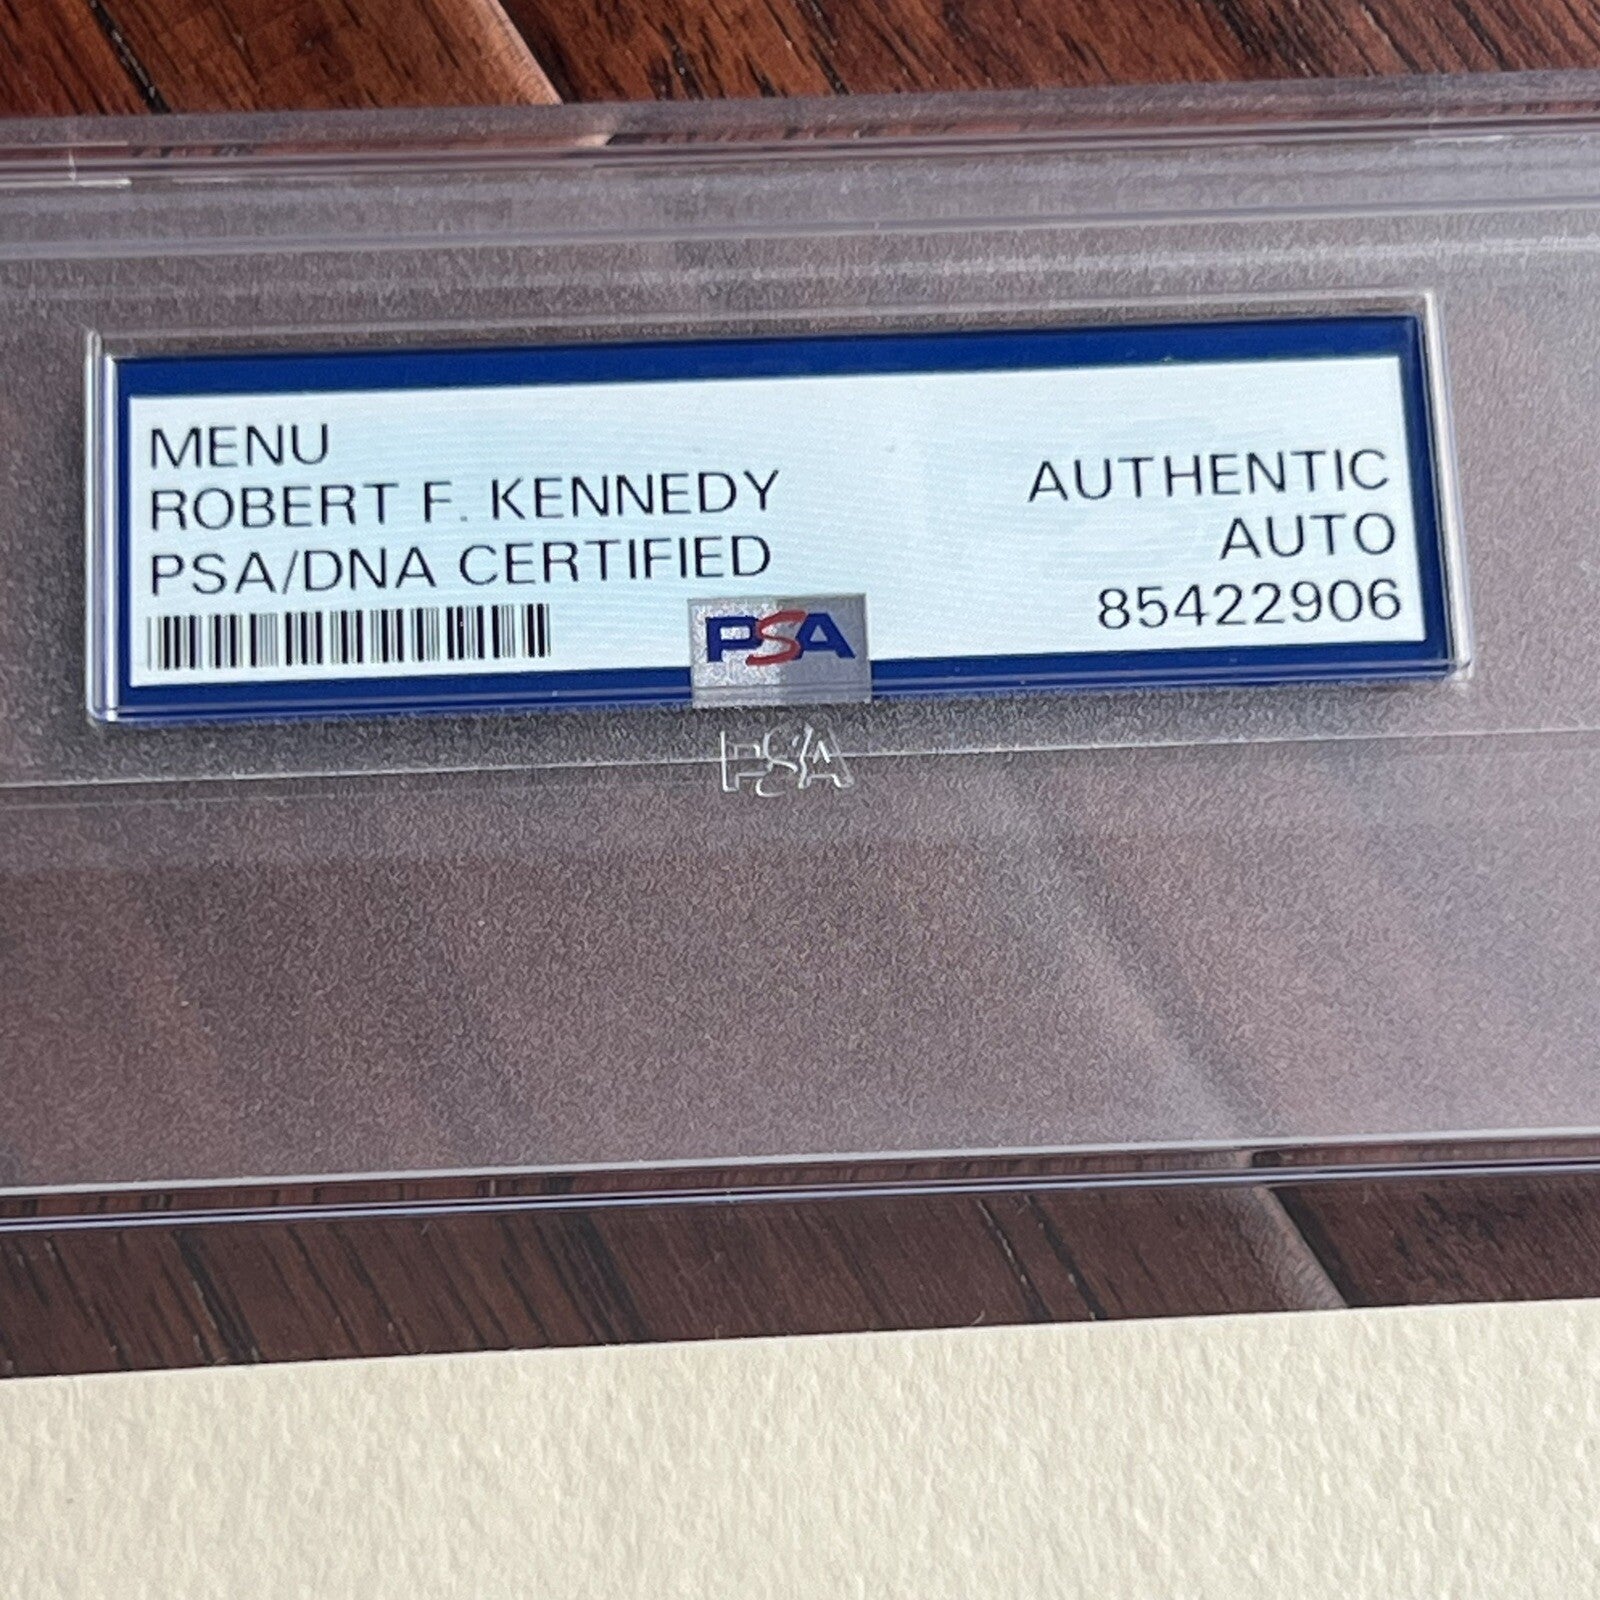 MENU
ROBERT F. KENNEDY
PSA/DNA CERTIFIED
AUTHENTIC
AUTO
85422906
PSA
PSA